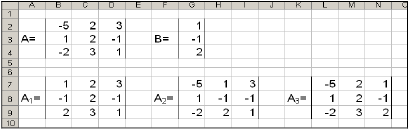 A B C D E F G H I J K L M N O
1
2 -5 2 3 1
3 A= 1 2 -1 B= -1
4 -2 3 1 2
5
6
7 1 2 3 -5 1 3 -5 2 1
8 A1= -1 2 -1 A2= 1 -1 -1 A3= 1 2 -1
9 2 3 1 -2 2 1 -2 3 2
10